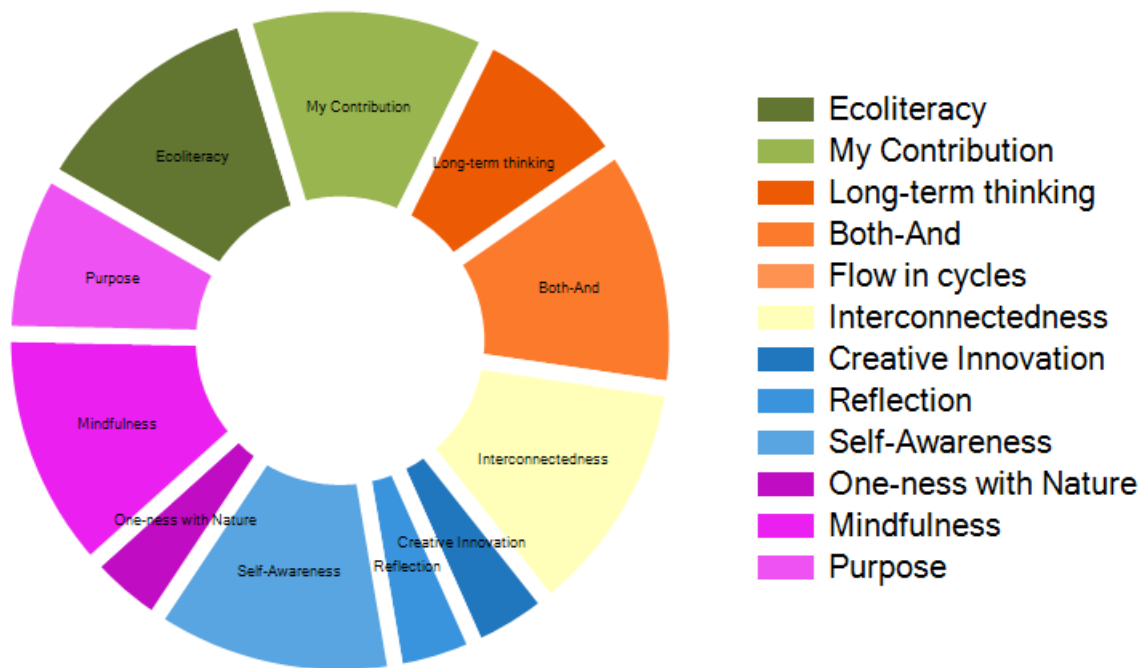 My Contribution
Ecoliteracy
Long-term thinking
Purpose
Both-And
Mindfulness
Interconnectedness
One-ness with Nature
Creative Innovation
Self-Awareness
Reflection
Ecoliteracy
My Contribution
Long-term thinking
Both-And
Flow in cycles
Interconnectedness
Creative Innovation
Reflection
Self-Awareness
One-ness with Nature
Mindfulness
Purpose